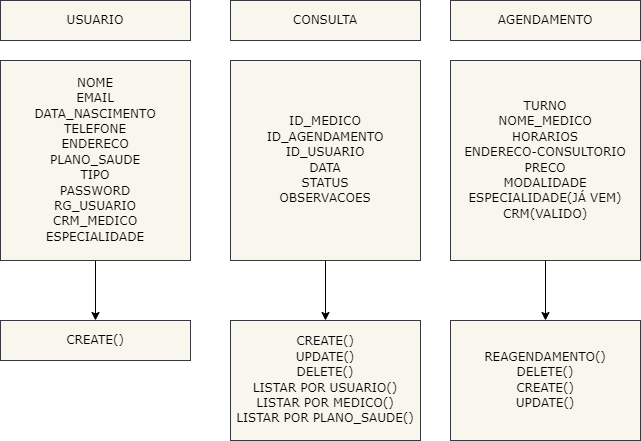 USUARIO
NOME
EMAIL
DATA_NASCIMENTO
TELEFONE
ENDERECO
PLANO_SAUDE
TIPO
PASSWORD
RG_USUARIO
CRM_MEDICO
ESPECIALIDADE
CREATE()
CONSULTA
ID_MEDICO
ID_AGENDAMENTO
ID_USUARIO
DATA
STATUS
OBSERVACOES
CREATE()
UPDATE()
DELETE()
LISTAR POR USUARIO()
LISTAR POR MEDICO()
LISTAR POR PLANO_SAUDE()
AGENDAMENTO
TURNO
NOME_MEDICO
HORARIOS
ENDERECO-CONSULTORIO
PRECO
MODALIDADE
ESPECIALIDADE(JÁ VEM)
CRM(VALIDO)
REAGENDAMENTO()
DELETE()
CREATE()
UPDATE()